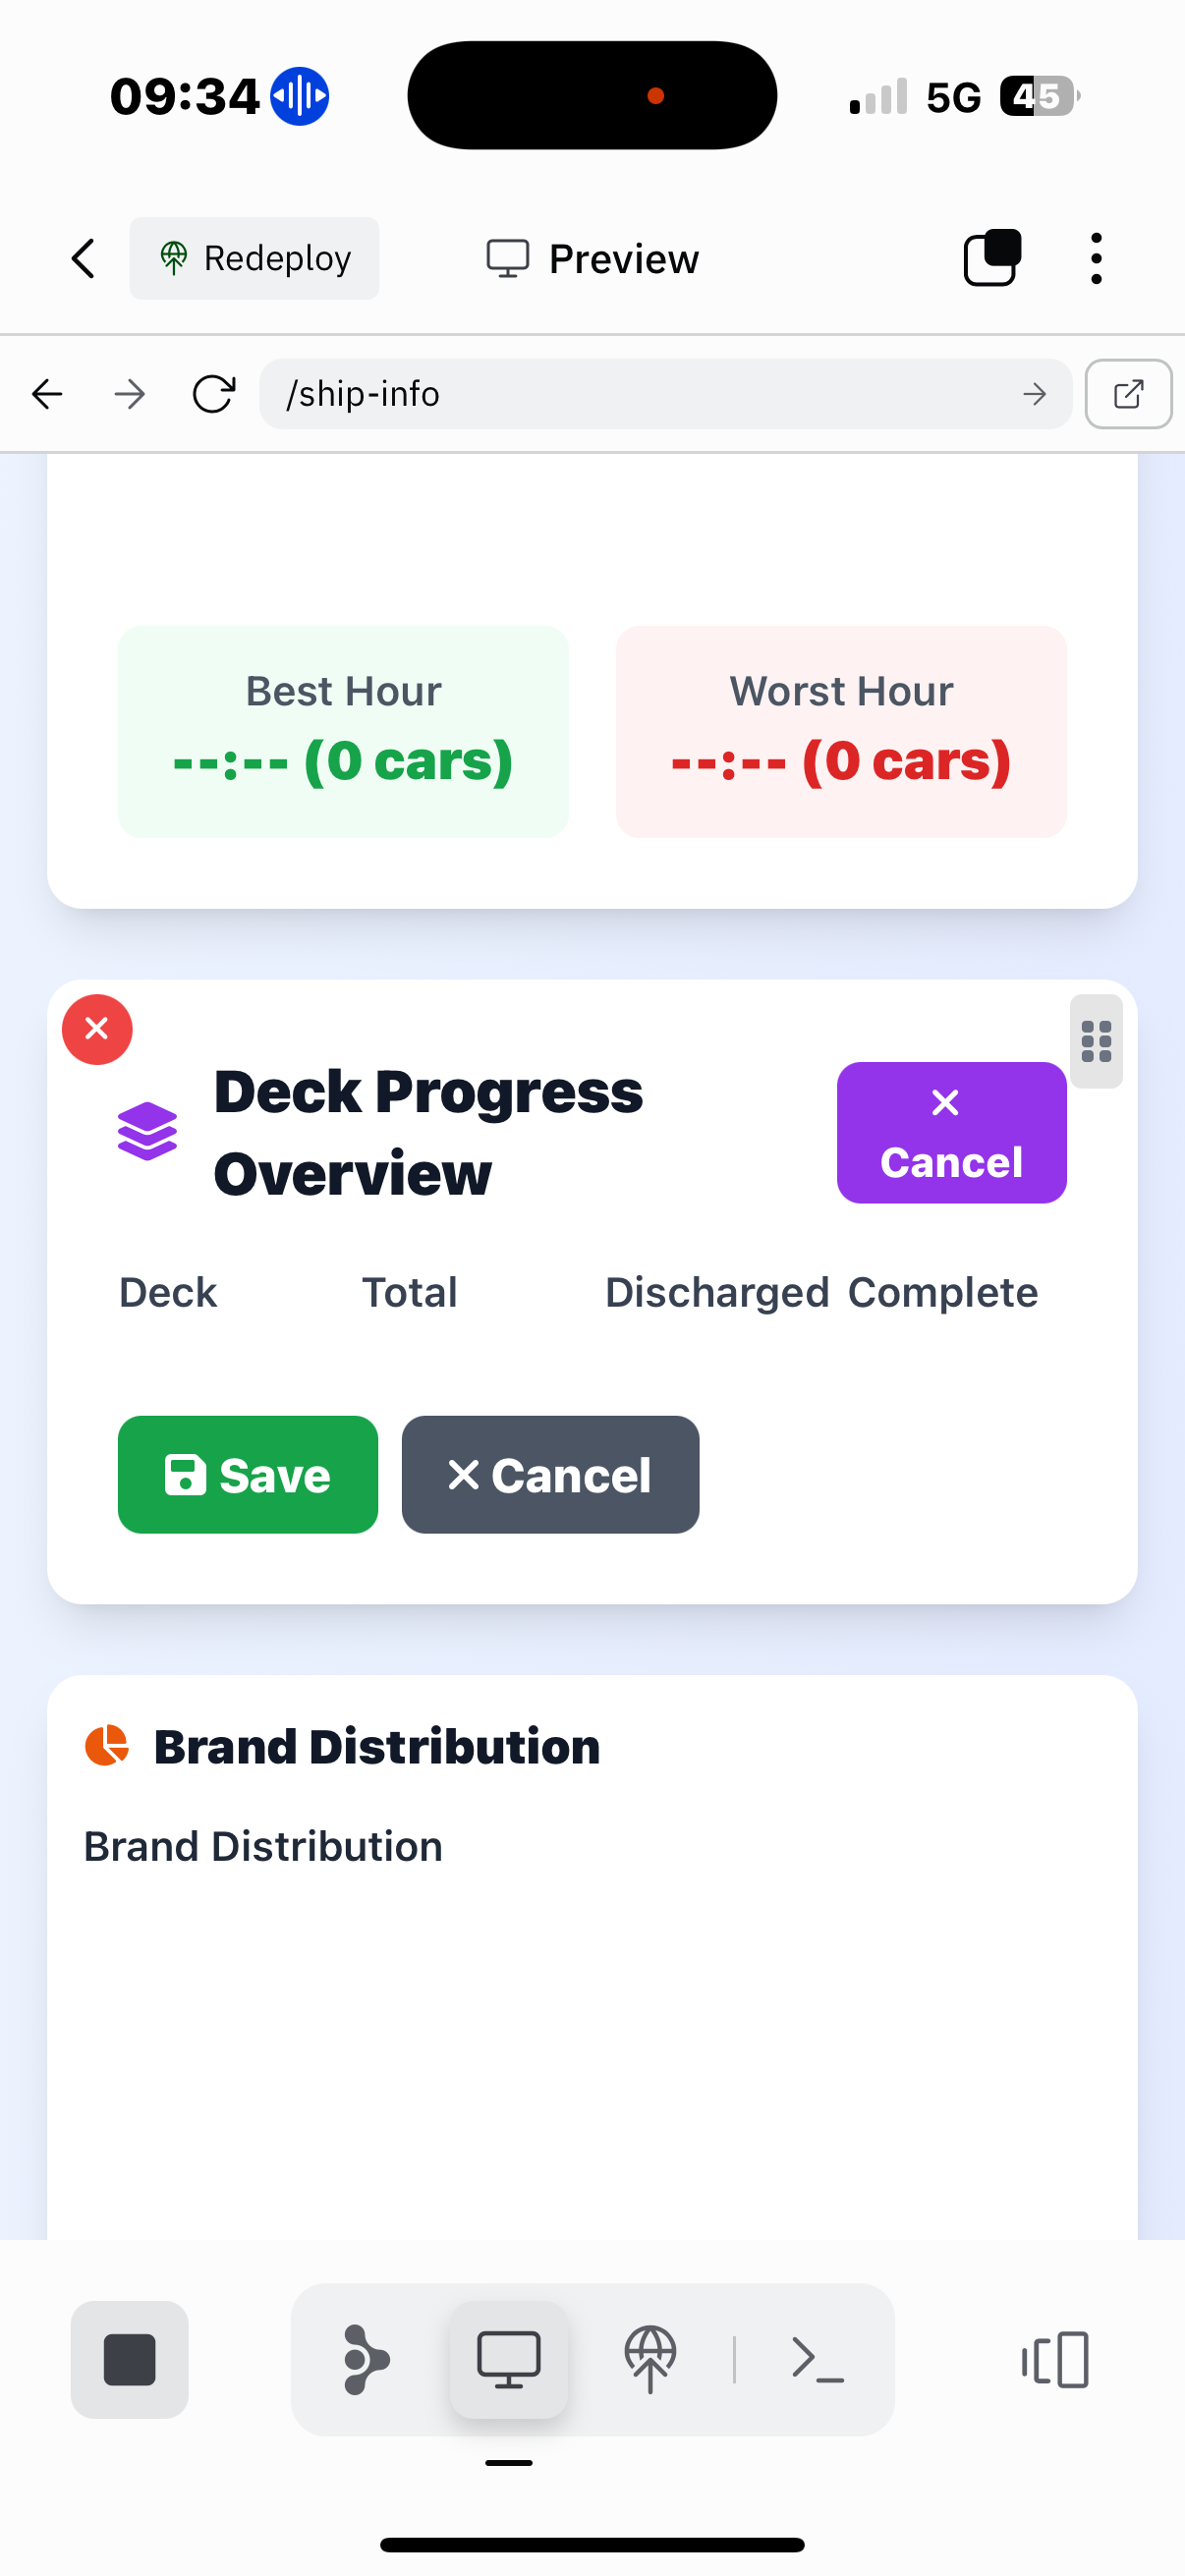 09:34
5G 45
Redeploy
Preview
/ship-info
Best Hour
--:-- (0 cars)
Worst Hour
--:-- (0 cars)
Deck Progress
Overview
Cancel
Deck Total Discharged Complete
Save
Cancel
Brand Distribution
Brand Distribution